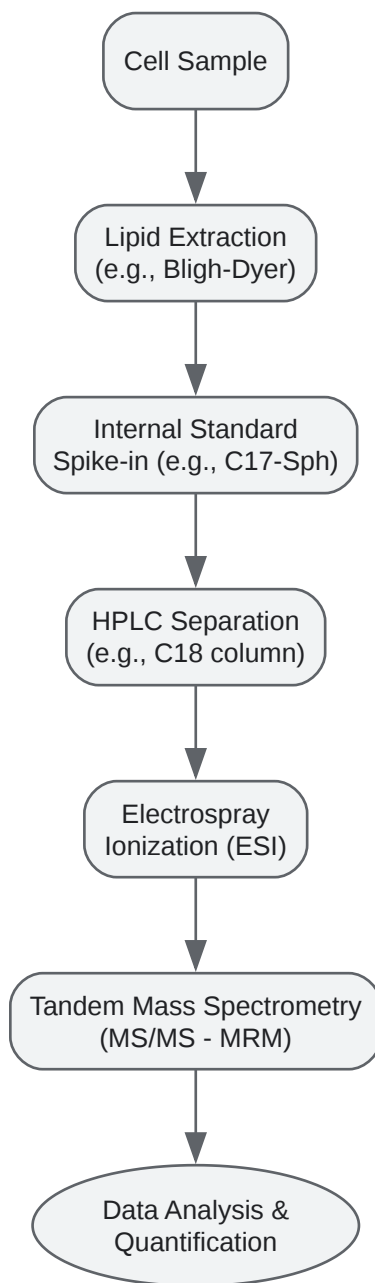 Cell Sample
Lipid Extraction
(e.g., Bligh-Dyer)
Internal Standard
Spike-in (e.g., C17-Sph)
HPLC Separation
(e.g., C18 column)
Electrospray
Ionization (ESI)
Tandem Mass Spectrometry
(MS/MS - MRM)
Data Analysis &
Quantification